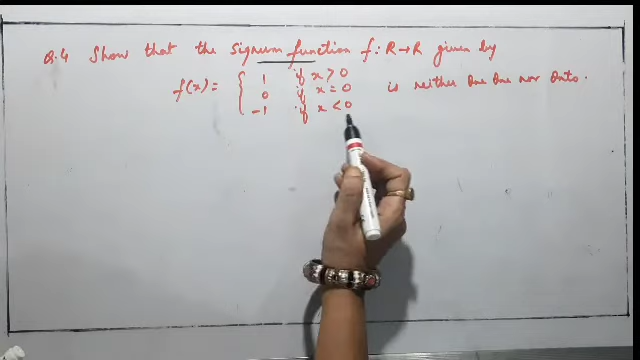 Q.4 Show that the signum function f: R→R given by
f(x) = { 1 if x > 0
0 if x = 0 is neither one one nor onto.
-1 if x < 0